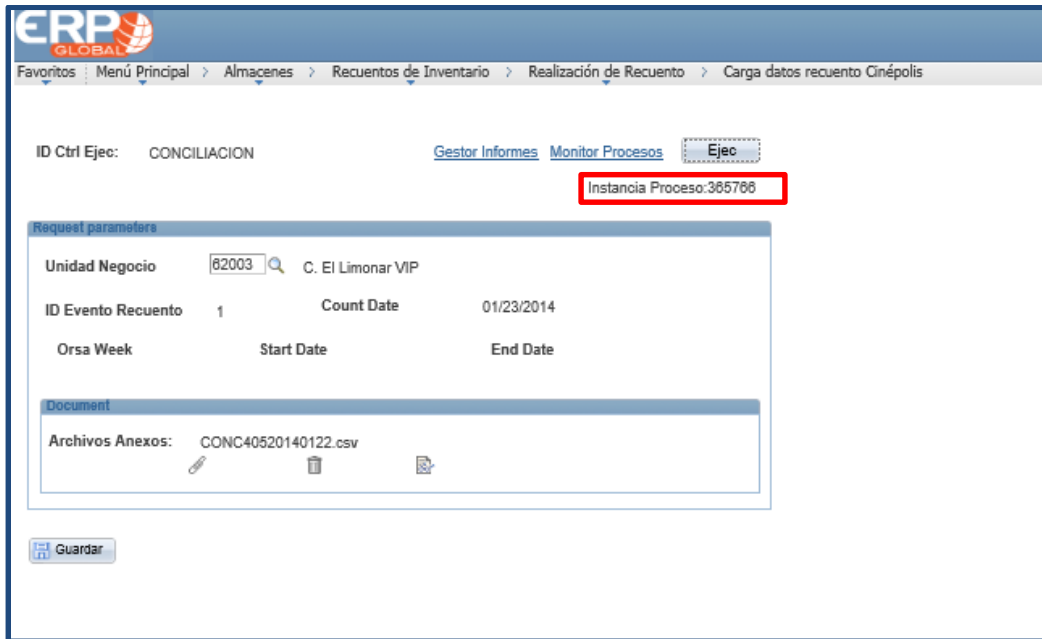 ERP
GLOBAL
Favoritos Menú Principal > Almacenes > Recuentos de Inventario > Realización de Recuento > Carga datos recuento Cinépolis
ID Ctrl Ejec: CONCILIACION Gestor Informes Monitor Procesos Ejec
Instancia Proceso:365766
Request parameters
Unidad Negocio 62003 C. El Limonar VIP
ID Evento Recuento 1 Count Date 01/23/2014
Orsa Week Start Date End Date
Document
Archivos Anexos: CONC40520140122.csv
Guardar